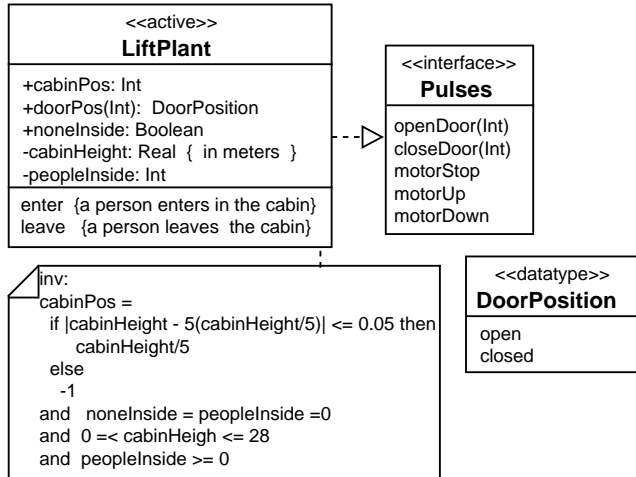 <<active>>
LiftPlant
+cabinPos: Int
+doorPos(Int): DoorPosition
+noneInside: Boolean
-cabinHeight: Real { in meters }
-peopleInside: Int
enter {a person enters in the cabin}
leave {a person leaves the cabin}
<<interface>>
Pulses
openDoor(Int)
closeDoor(Int)
motorStop
motorUp
motorDown
inv:
cabinPos =
if |cabinHeight - 5(cabinHeight/5)| <= 0.05 then
cabinHeight/5
else
-1
and noneInside = peopleInside =0
and 0 =< cabinHeigh <= 28
and peopleInside >= 0
<<datatype>>
DoorPosition
open
closed